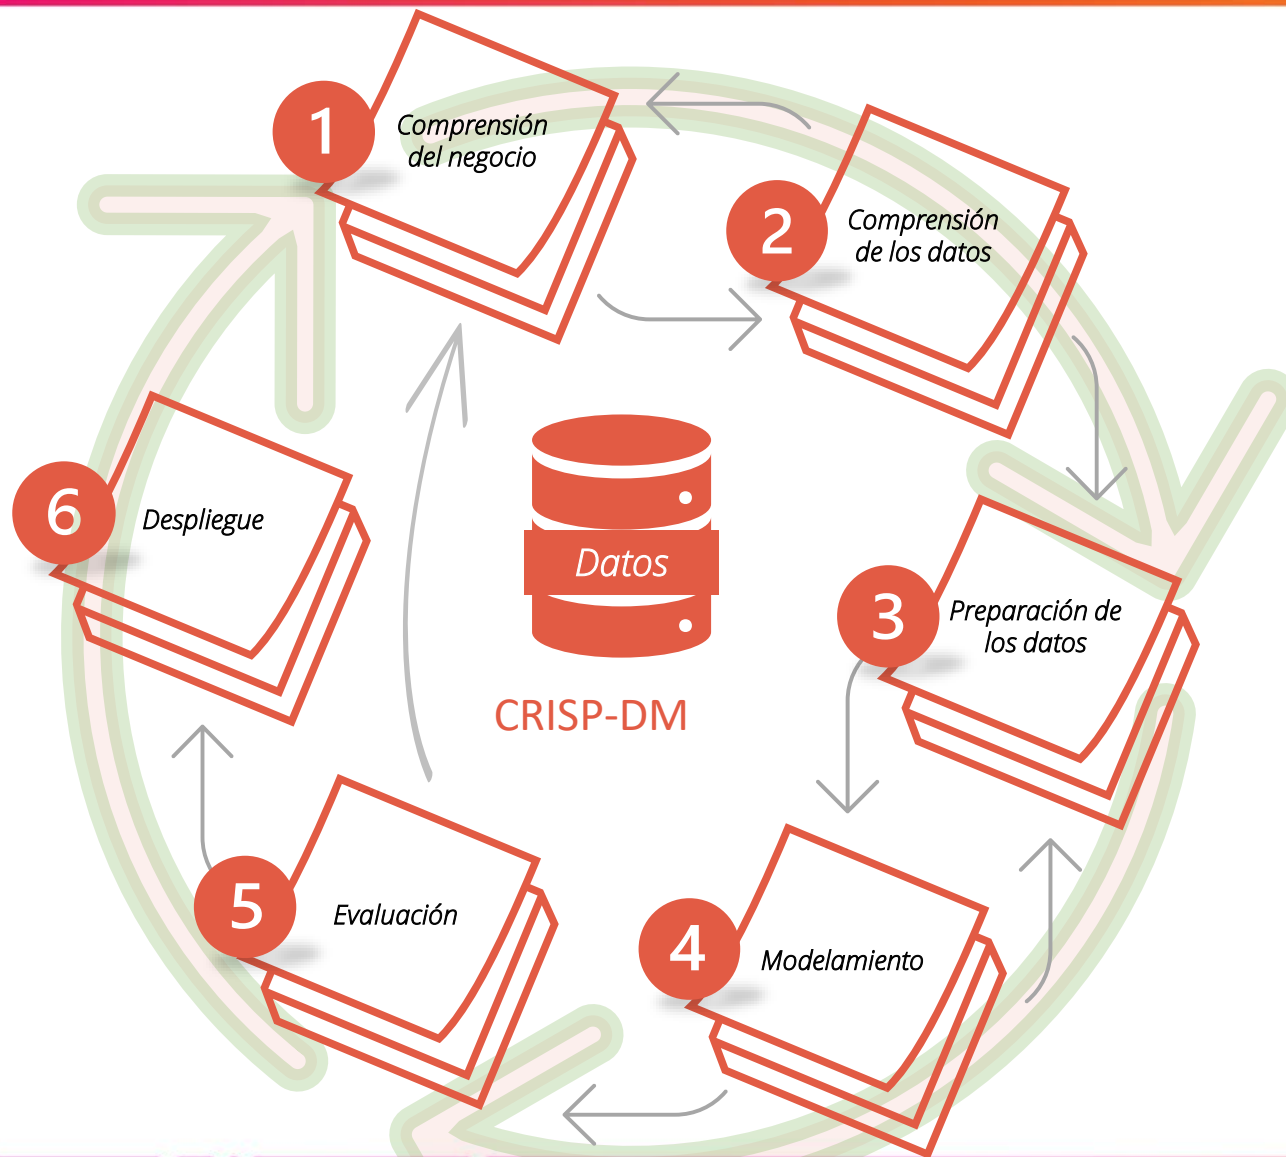 1
Comprensión
del negocio
2
Comprensión
de los datos
3
Preparación de
los datos
4
Modelamiento
5
Evaluación
6
Despliegue
Datos
CRISP-DM